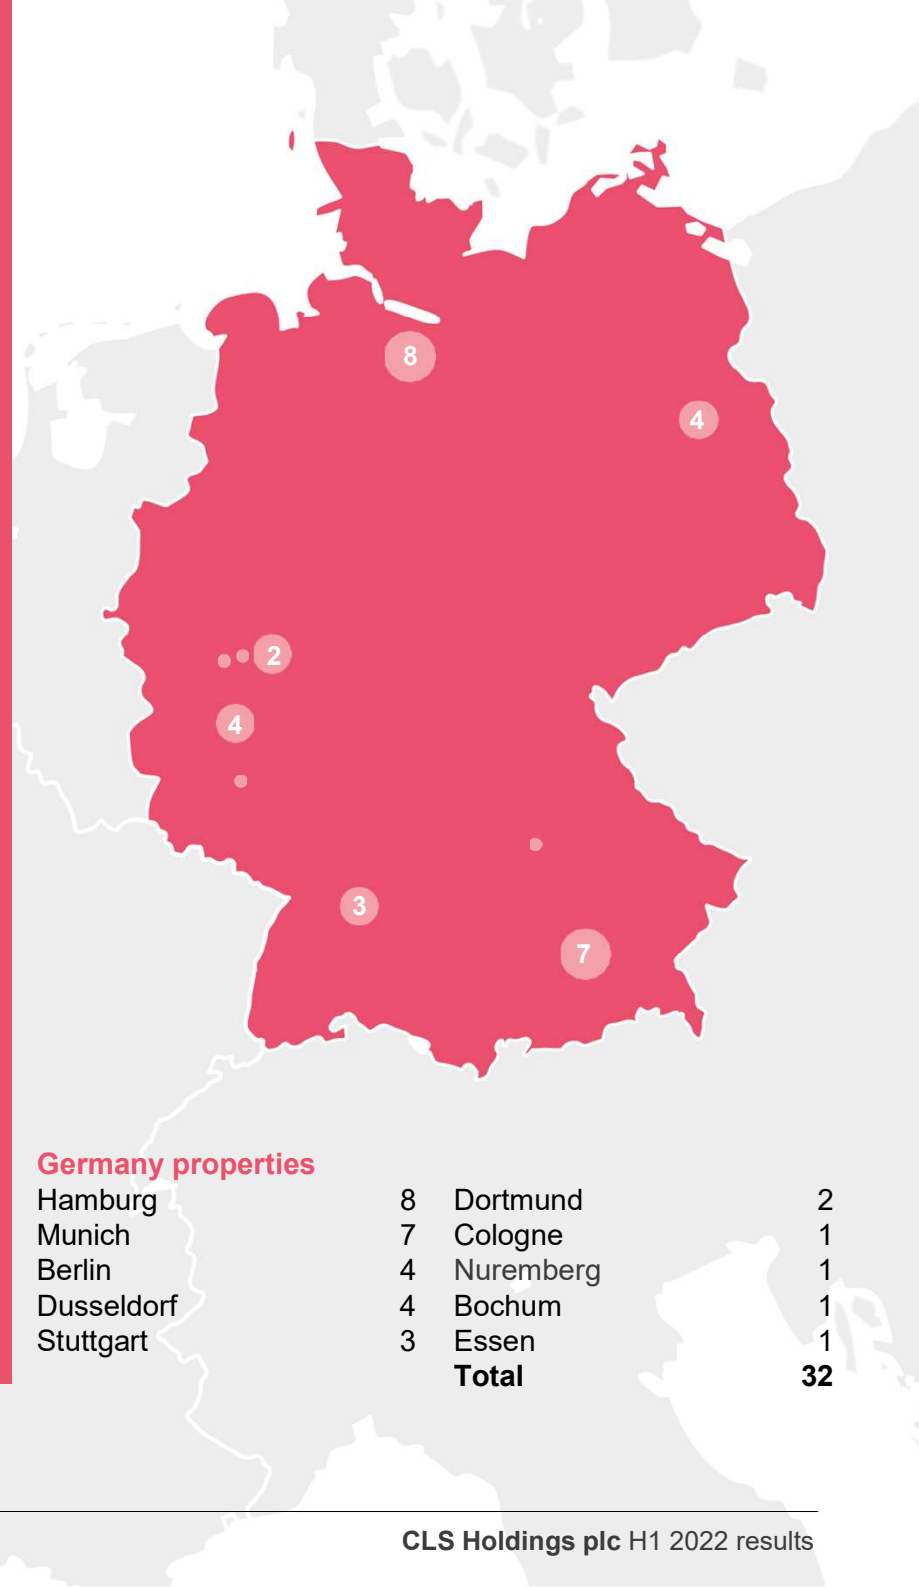 8
4
2
4
3
7
Germany properties
Hamburg 8 Dortmund 2
Munich 7 Cologne 1
Berlin 4 Nuremberg 1
Dusseldorf 4 Bochum 1
Stuttgart 3 Essen 1
Total 32
CLS Holdings plc H1 2022 results